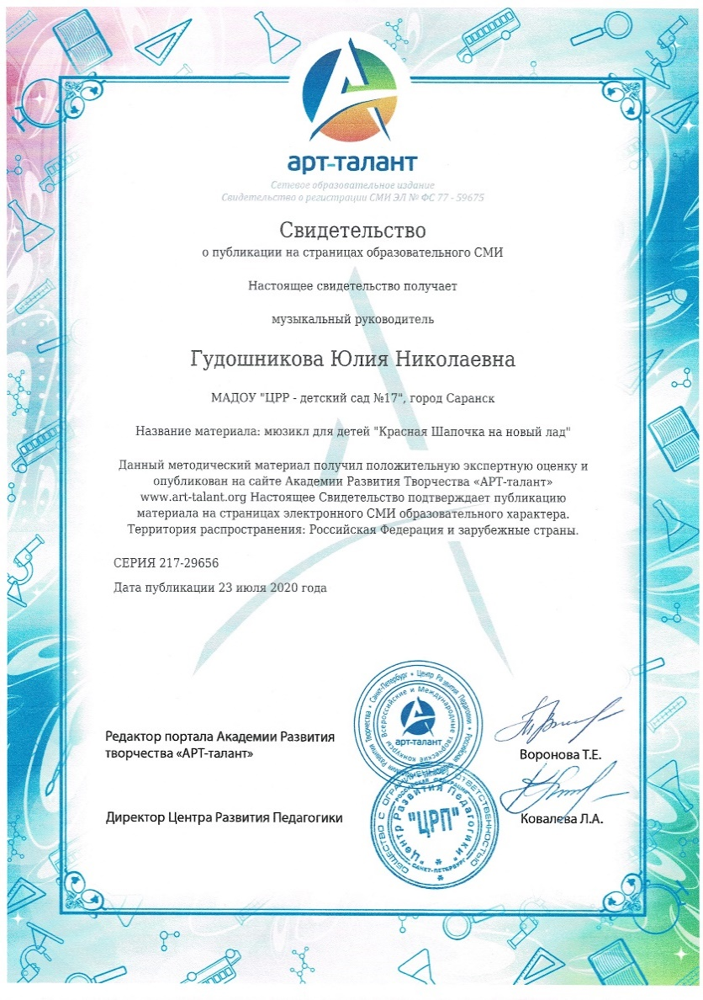 арт-талант
Сетевое образовательное издание
Свидетельство о регистрации СМИ ЭЛ № ФС 77 - 59675
Свидетельство
о публикации на страницах образовательного СМИ
Настоящее свидетельство получает
музыкальный руководитель
Гудошникова Юлия Николаевна
МАДОУ "ЦРР - детский сад №17", город Саранск
Название материала: мюзикл для детей "Красная Шапочка на новый лад"
Данный методический материал получил положительную экспертную оценку и
опубликован на сайте Академии Развития Творчества «АРТ-талант»
www.art-talant.org Настоящее Свидетельство подтверждает публикацию
материала на страницах электронного СМИ образовательного характера.
Территория распространения: Российская Федерация и зарубежные страны.
СЕРИЯ 217-29656
Дата публикации 23 июля 2020 года
Санкт-Петербург • Центр Развития Педагогики • Российская
Развития Творчества
Всероссийские и Международные творческие конкурсы
арт-талант
Редактор портала Академии Развития
творчества «АРТ-талант»
Воронова Т.Е.
ОБЩЕСТВО С ОГРАНИЧЕННОЙ ОТВЕТСТВЕННОСТЬЮ
РОССИЙСКАЯ ФЕДЕРАЦИЯ
"Центр Развития Педагогики"
"ЦРП"
САНКТ-ПЕТЕРБУРГ
Директор Центра Развития Педагогики
Ковалева Л.А.